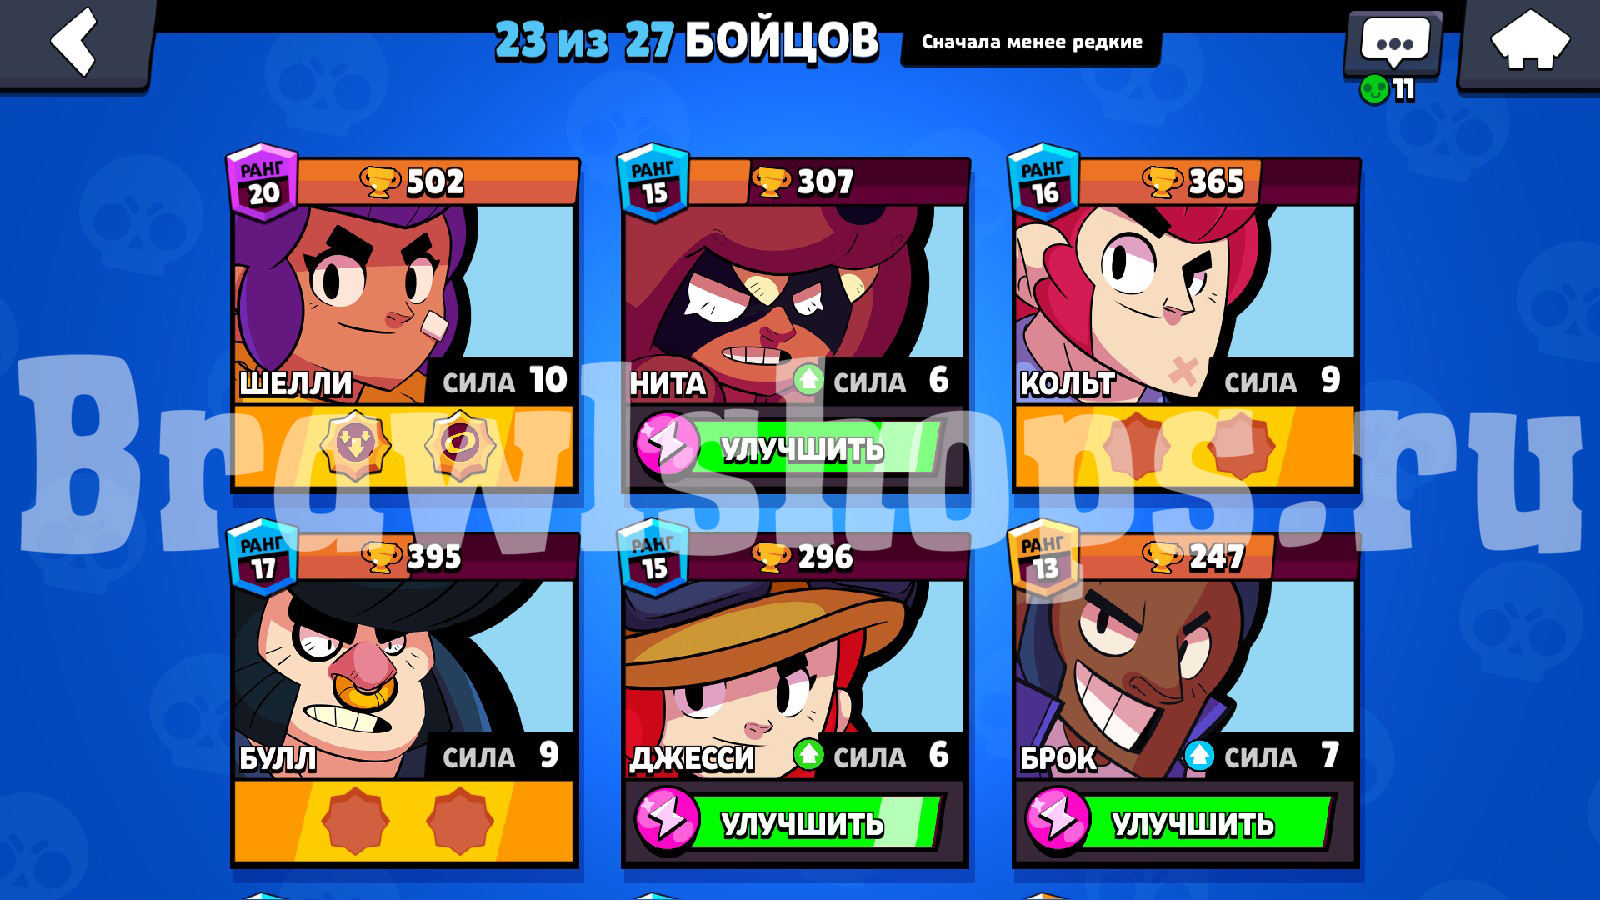 23 из 27 БОЙЦОВ
Сначала менее редкие
11
РАНГ 20
502
ШЕЛЛИ
СИЛА 10
РАНГ 15
307
НИТА
СИЛА 6
УЛУЧШИТЬ
РАНГ 16
365
КОЛЬТ
СИЛА 9
Brawlshops.ru
РАНГ 17
395
БУЛЛ
СИЛА 9
РАНГ 15
296
ДЖЕССИ
СИЛА 6
УЛУЧШИТЬ
РАНГ 13
247
БРОК
СИЛА 7
УЛУЧШИТЬ